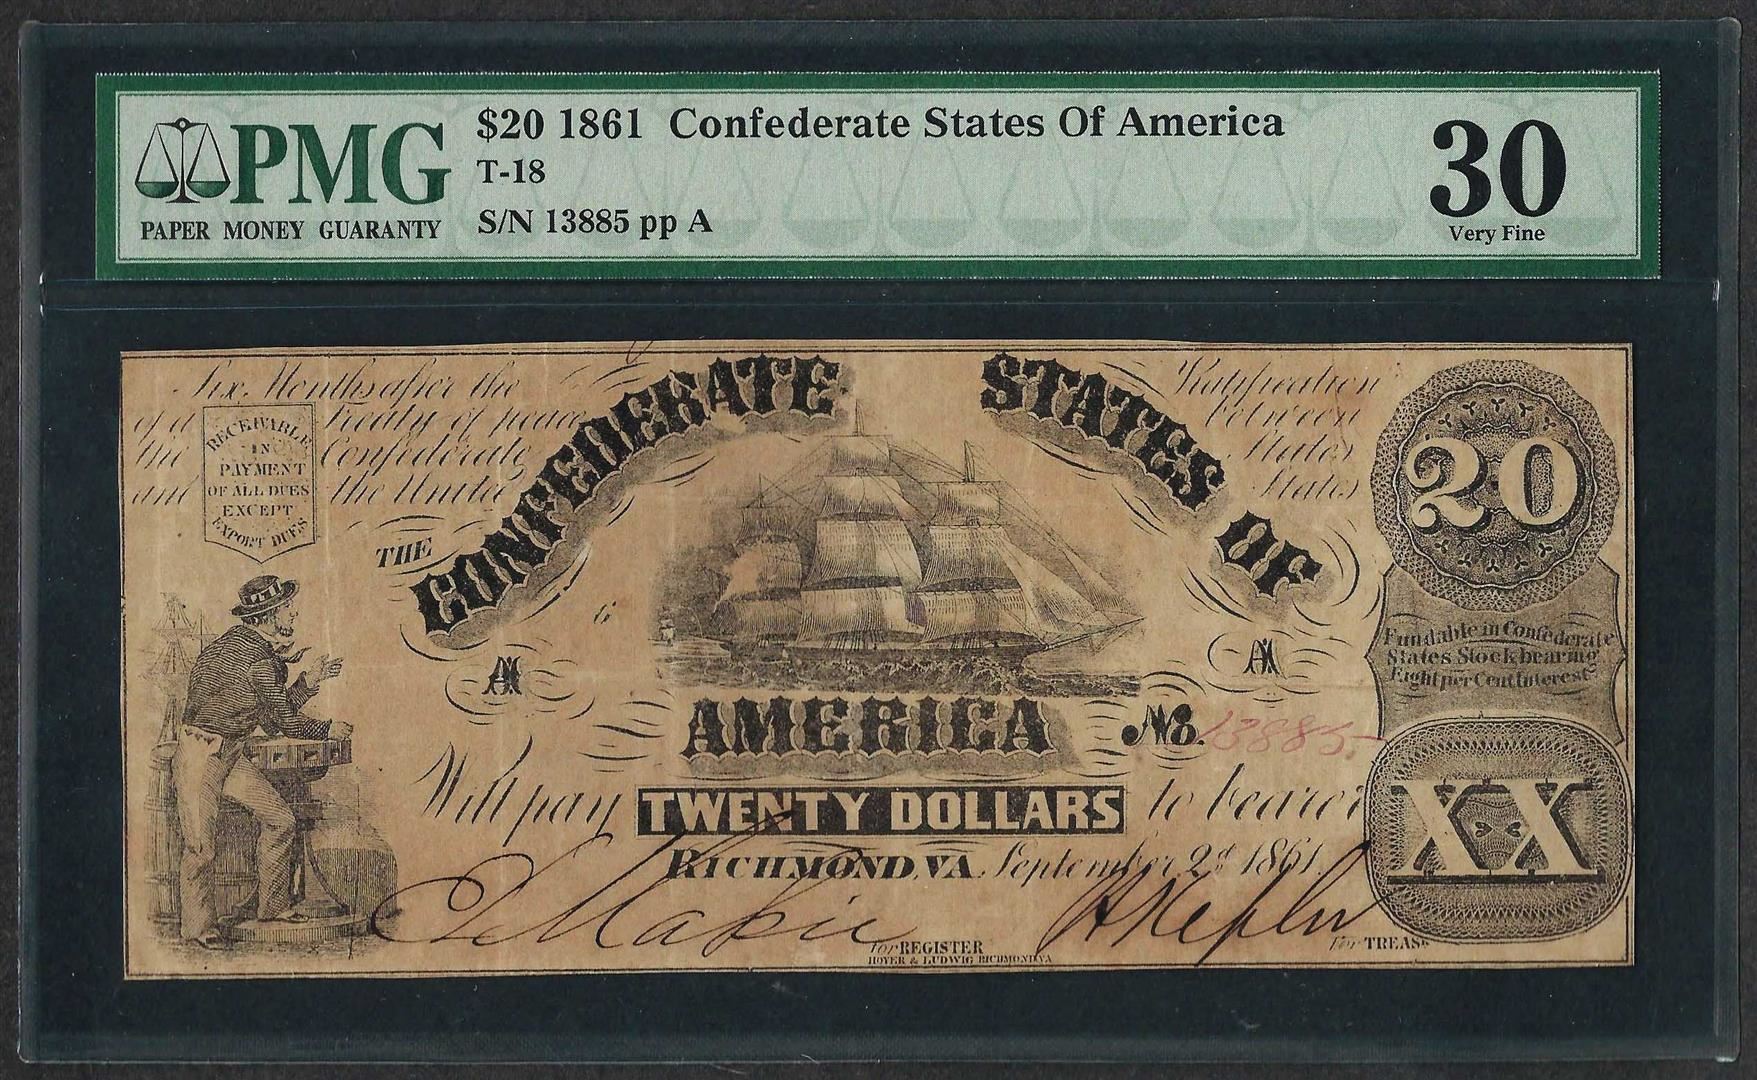 PMG
PAPER MONEY GUARANTY
$20 1861 Confederate States Of America
T-18
S/N 13885 pp A
30
Very Fine
Six Months after the Ratification
of a Treaty of peace between
the Confederate States
and the United States
RECEIVABLE
IN
PAYMENT
OF ALL DUES
EXCEPT
EXPORT DUES
THE
CONFEDERATE STATES OF
AMERICA
20
A A
G
Fundable in Confederate
States Stock bearing
Eight per Cent Interest
No. 13885
Will pay TWENTY DOLLARS to bearer
XX
RICHMOND, VA September 2d 1861.
For REGISTER
For TREAS
HOYER & LUDWIG RICHMOND, VA